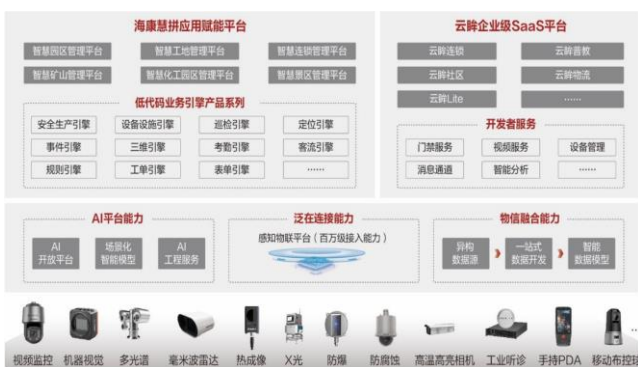 海康慧拼应用赋能平台
智慧园区管理平台 智慧工地管理平台 智慧连锁管理平台
智慧矿山管理平台 智慧化工园区管理平台 智慧景区管理平台
低代码业务引擎产品系列
安全生产引擎 设备设施引擎 巡检引擎 定位引擎
事件引擎 三维引擎 考勤引擎 客流引擎
规则引擎 工单引擎 表单引擎 ……
云眸企业级SaaS平台
云眸连锁 云眸普教
云眸社区 云眸物流
云眸Lite ……
开发者服务
门禁服务 视频服务 设备管理
消息通道 智能分析 ……
AI平台能力
AI
开放平台
场景化
智能模型
AI
工程服务
泛在连接能力
感知物联平台（百万级接入能力）
物信融合能力
异构
数据源
一站式
数据开发
智能
数据模型
视频监控 机器视觉 多光谱 毫米波雷达 热成像 X光 防爆 防腐蚀 高温高亮相机 工业听诊 手持PDA 移动布控球